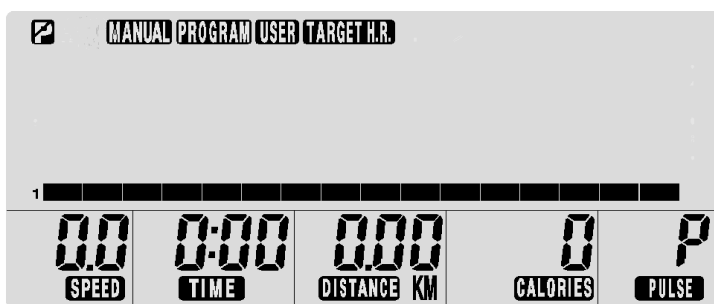 P MANUAL PROGRAM USER TARGET H.R.
1
0.0 0:00 0.00 0 P
SPEED TIME DISTANCE KM CALORIES PULSE